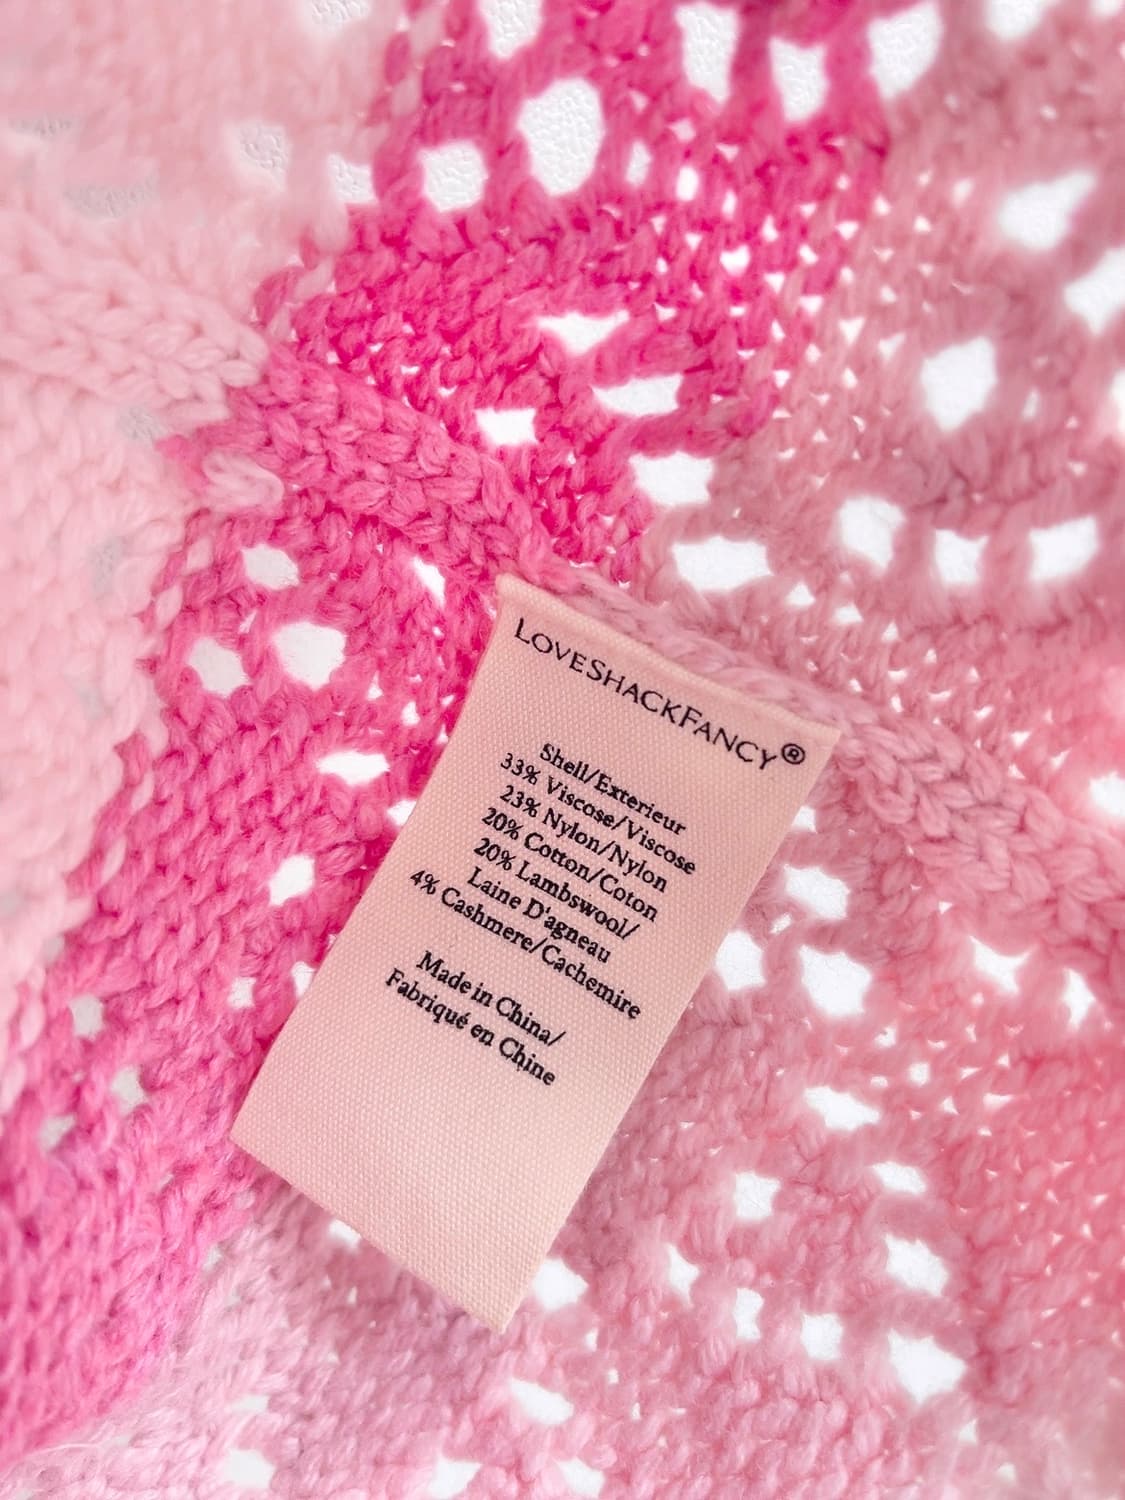 LOVESHACKFANCY®
Shell/Exterieur
33% Viscose/Viscose
23% Nylon/Nylon
20% Cotton/Coton
20% Lambswool/
Laine D'agneau
4% Cashmere/Cachemire
Made in China/
Fabriqué en Chine